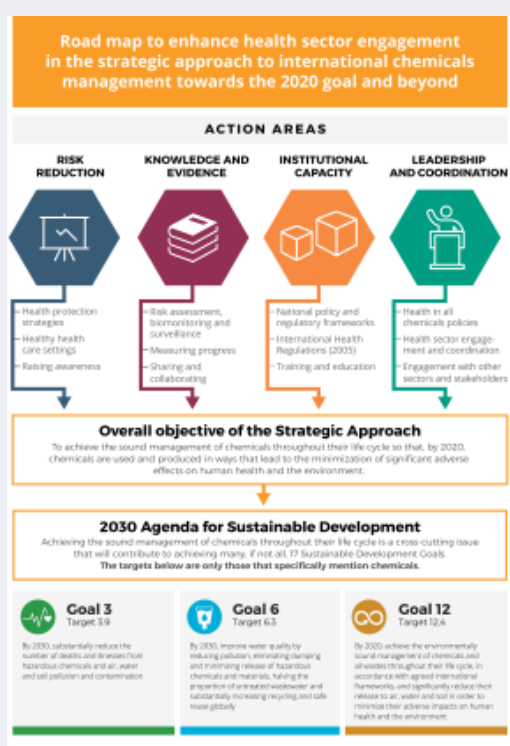 Road map to enhance health sector engagement
in the strategic approach to international chemicals
management towards the 2020 goal and beyond
ACTION AREAS
RISK
REDUCTION
KNOWLEDGE AND
EVIDENCE
INSTITUTIONAL
CAPACITY
LEADERSHIP
AND COORDINATION
Health protection
strategies
Healthy health
care settings
Raising awareness
Risk assessment,
biomonitoring and
surveillance
Measuring progress
Sharing and
collaborating
National policy and
regulatory frameworks
International Health
Regulations (2005)
Training and education
Health in all
chemicals policies
Health sector engage-
ment and coordination
Engagement with other
sectors and stakeholders
Overall objective of the Strategic Approach
To achieve the sound management of chemicals throughout their life cycle so that, by 2020,
chemicals are used and produced in ways that lead to the minimization of significant adverse
effects on human health and the environment.
2030 Agenda for Sustainable Development
Achieving the sound management of chemicals throughout their life cycle is a cross-cutting issue
that will contribute to achieving many, if not all, 17 Sustainable Development Goals.
The targets below are only those that specifically mention chemicals.
Goal 3
Target 3.9
By 2030, substantially reduce the
number of deaths and illnesses from
hazardous chemicals and air, water
and soil pollution and contamination
Goal 6
Target 6.3
By 2030, improve water quality by
reducing pollution, eliminating dumping
and minimizing release of hazardous
chemicals and materials, halving the
proportion of untreated wastewater and
substantially increasing recycling and safe
reuse globally
Goal 12
Target 12.4
By 2020, achieve the environmentally
sound management of chemicals and
all wastes throughout their life cycle, in
accordance with agreed international
frameworks, and significantly reduce their
release to air, water and soil in order to
minimize their adverse impacts on human
health and the environment